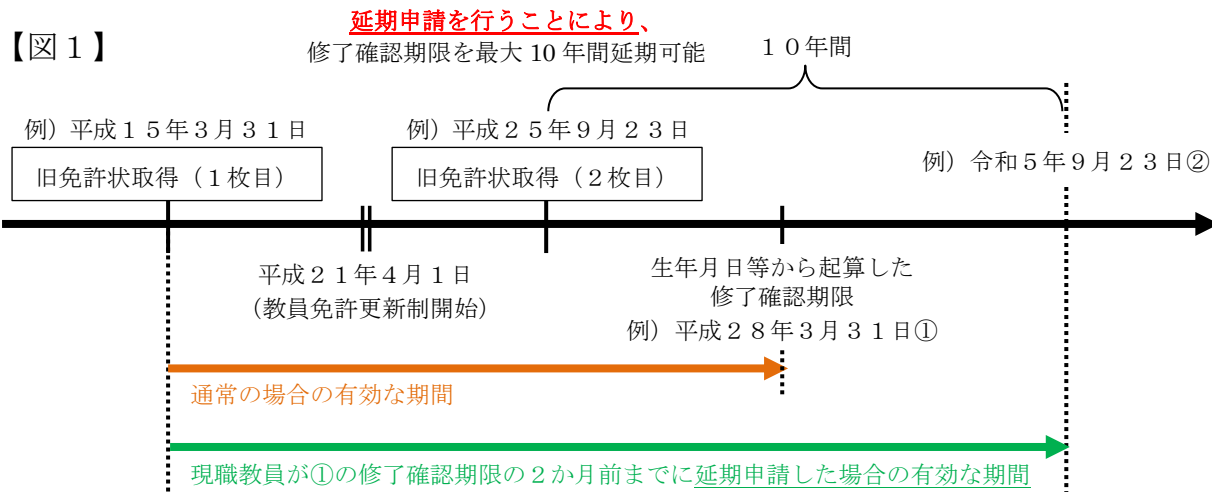 延期申請を行うことにより、
修了確認期限を最大 10 年間延期可能
【図１】
１０年間
例）平成１５年３月３１日
例）平成２５年９月２３日
旧免許状取得（１枚目）
旧免許状取得（２枚目）
例）令和５年９月２３日②
平成２１年４月１日
（教員免許更新制開始）
生年月日等から起算した
修了確認期限
例）平成２８年３月３１日①
通常の場合の有効な期間
現職教員が①の修了確認期限の２か月前までに延期申請した場合の有効な期間